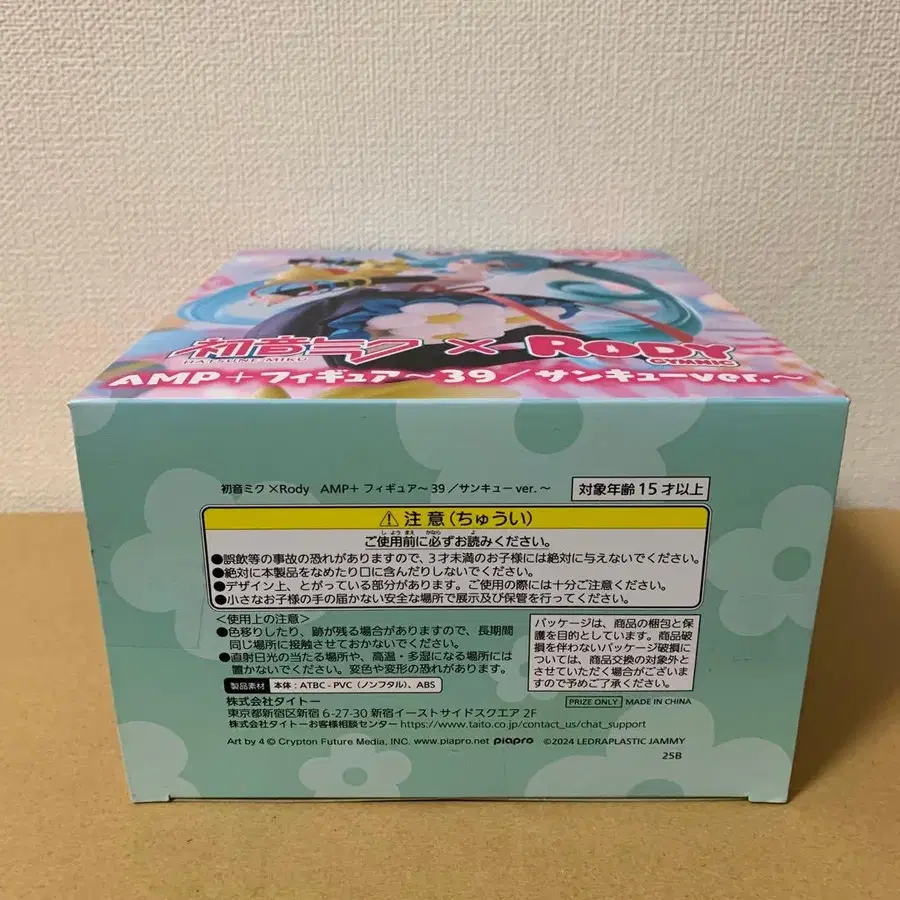 初音ミク × RODY
HATSUNE MIKU GYMNIC
AMP+フィギュア～39／サンキューver.～
初音ミク×Rody AMP+ フィギュア～39／サンキュー ver.～
対象年齢15才以上
注意(ちゅうい)
しようまえ かなら よ
ご使用前に必ずお読みください。
●誤飲等の事故の恐れがありますので、3才未満のお子様には絶対に与えないでください。
●絶対に本製品をなめたり口に含んだりしないでください。
●デザイン上、とがっている部分があります。ご使用の際には十分ご注意ください。
●小さなお子様の手の届かない安全な場所で展示及び保管を行ってください。
＜使用上の注意＞
●色移りしたり、跡が残る場合がありますので、長期間
同じ場所に接触させておかないでください。
●直射日光の当たる場所や、高温・多湿になる場所には
置かないでください。変色や変形の恐れがあります。
製品素材 本体：ATBC-PVC（ノンフタル）、ABS
パッケージは、商品の梱包と保
護を目的としています。商品破
損を伴わないパッケージ破損
については、商品交換の対象外と
させていただく場合がございま
すので予めご了承ください。
PRIZE ONLY MADE IN CHINA
株式会社タイトー
東京都新宿区新宿 6-27-30 新宿イーストサイドスクエア 2F
株式会社タイトーお客様相談センター https://www.taito.co.jp/contact_us/chat_support
Art by 4 © Crypton Future Media, INC. www.piapro.net piapro ©2024 LEDRAPLASTIC JAMMY
25B